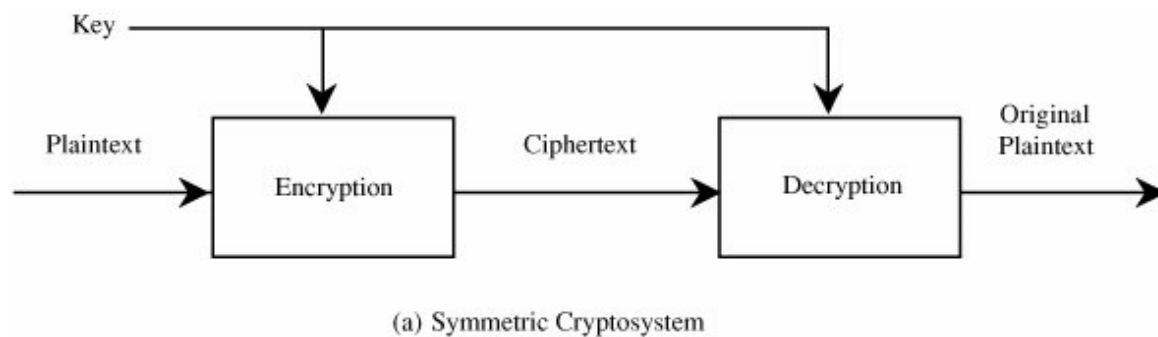 Key
Plaintext
Encryption
Ciphertext
Decryption
Original
Plaintext
(a) Symmetric Cryptosystem